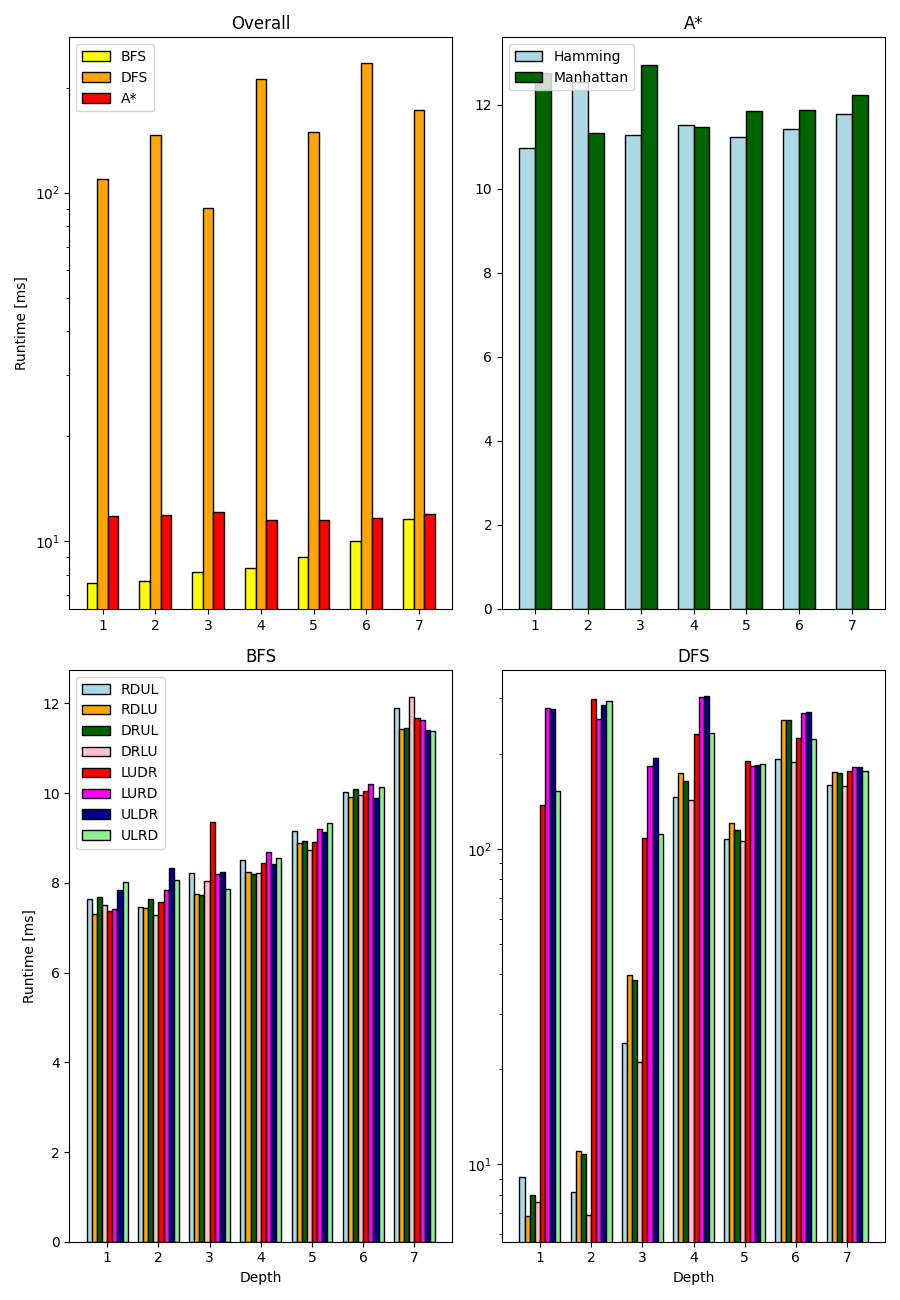 Overall
BFS
DFS
A*
10²
10¹
Runtime [ms]
1 2 3 4 5 6 7
A*
Hamming
Manhattan
12
10
8
6
4
2
0
1 2 3 4 5 6 7
BFS
RDUL
RDLU
DRUL
DRLU
LUDR
LURD
ULDR
ULRD
12
10
8
6
4
2
0
Runtime [ms]
1 2 3 4 5 6 7
Depth
DFS
10²
10¹
1 2 3 4 5 6 7
Depth